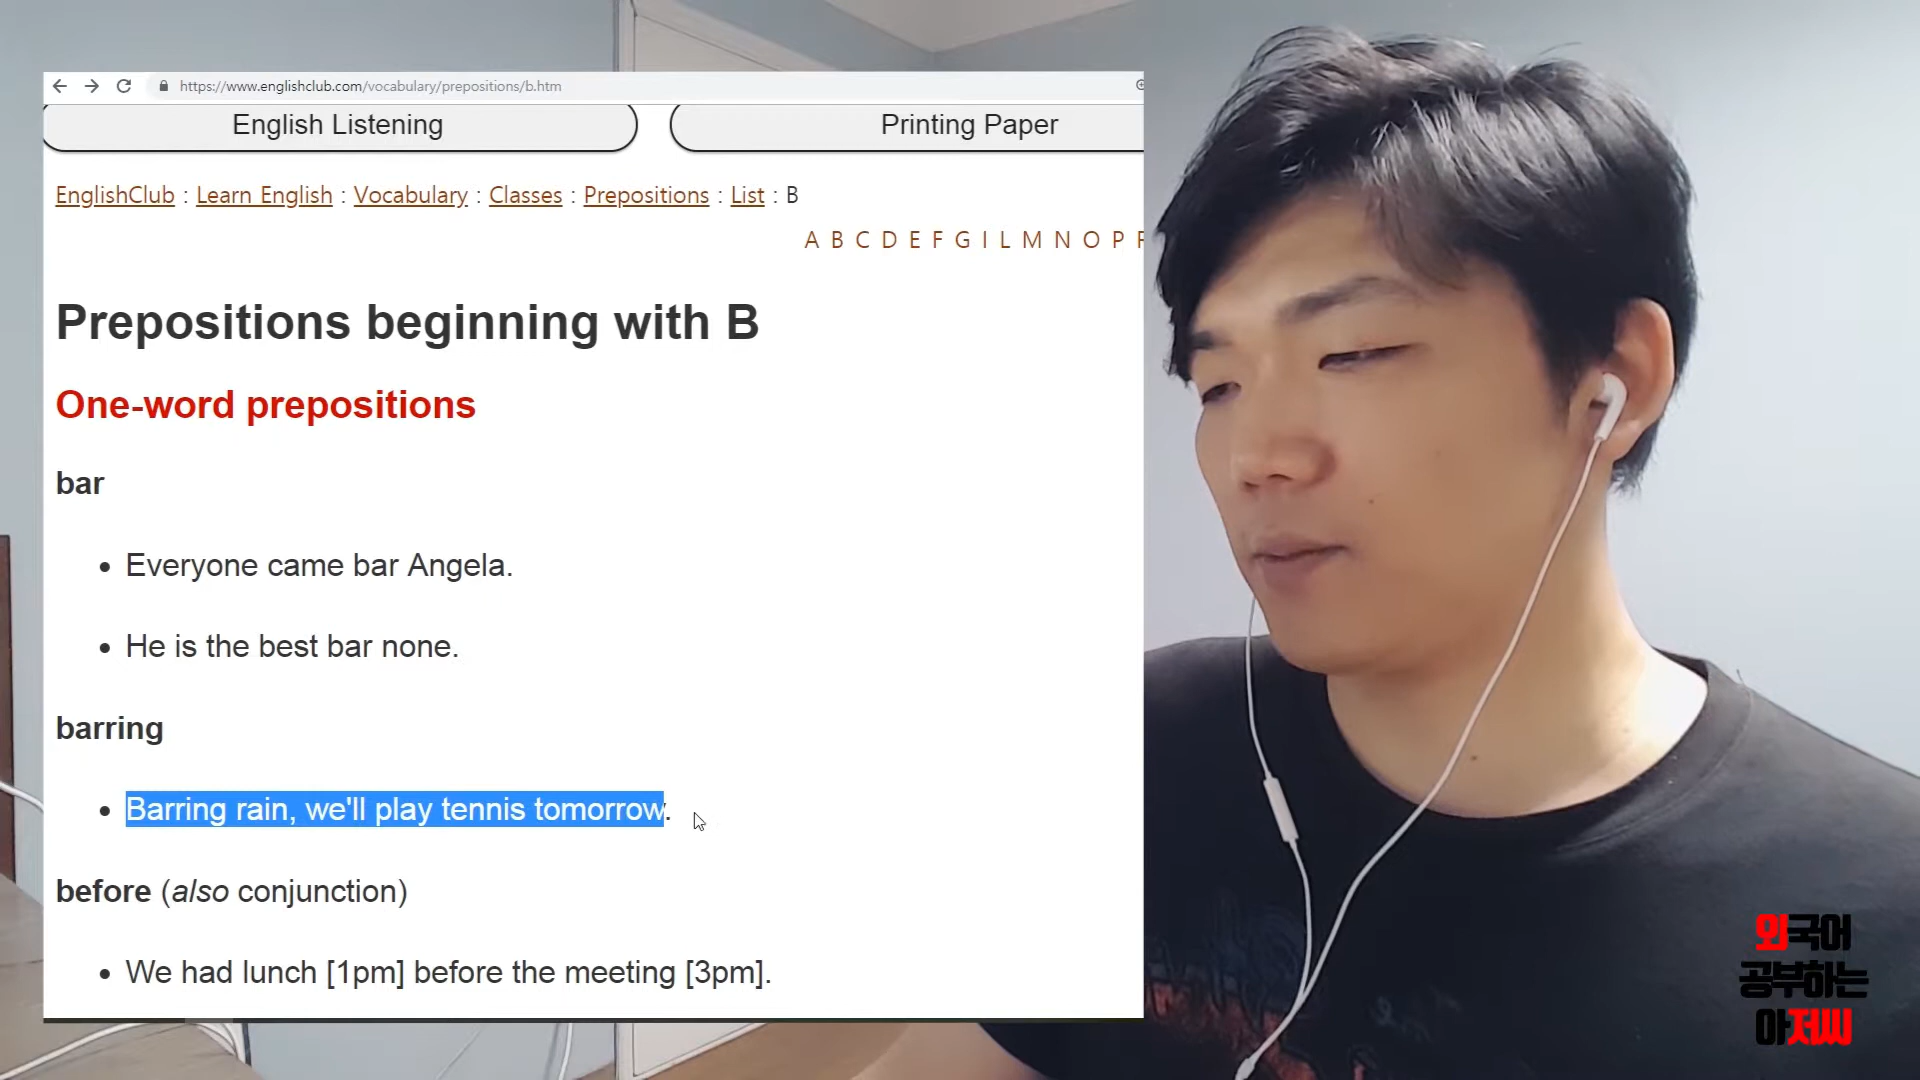 https://www.englishclub.com/vocabulary/prepositions/b.htm
English Listening
Printing Paper
EnglishClub : Learn English : Vocabulary : Classes : Prepositions : List : B
A B C D E F G I L M N O P
Prepositions beginning with B
One-word prepositions
bar
• Everyone came bar Angela.
• He is the best bar none.
barring
• Barring rain, we'll play tennis tomorrow.
before (also conjunction)
• We had lunch [1pm] before the meeting [3pm].
외국어
공부하는
아저씨